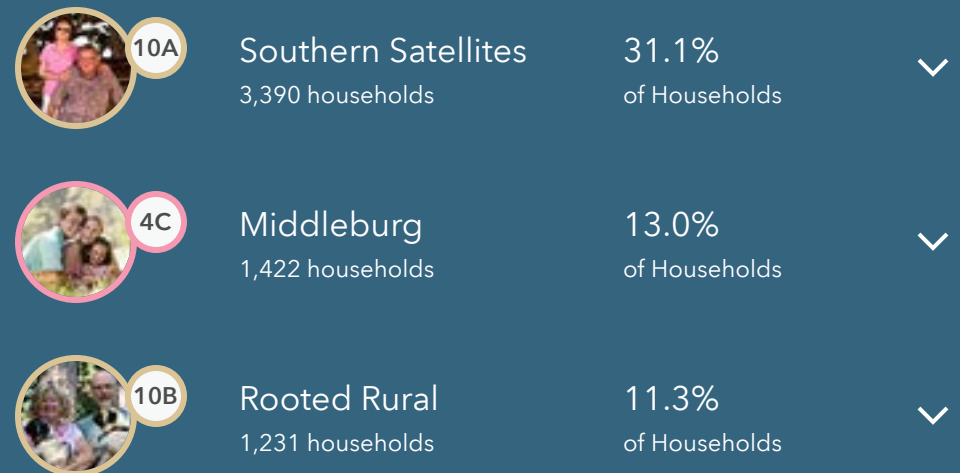 10A
Southern Satellites
31.1%
3,390 households
of Households
4C
Middleburg
13.0%
1,422 households
of Households
10B
Rooted Rural
11.3%
1,231 households
of Households